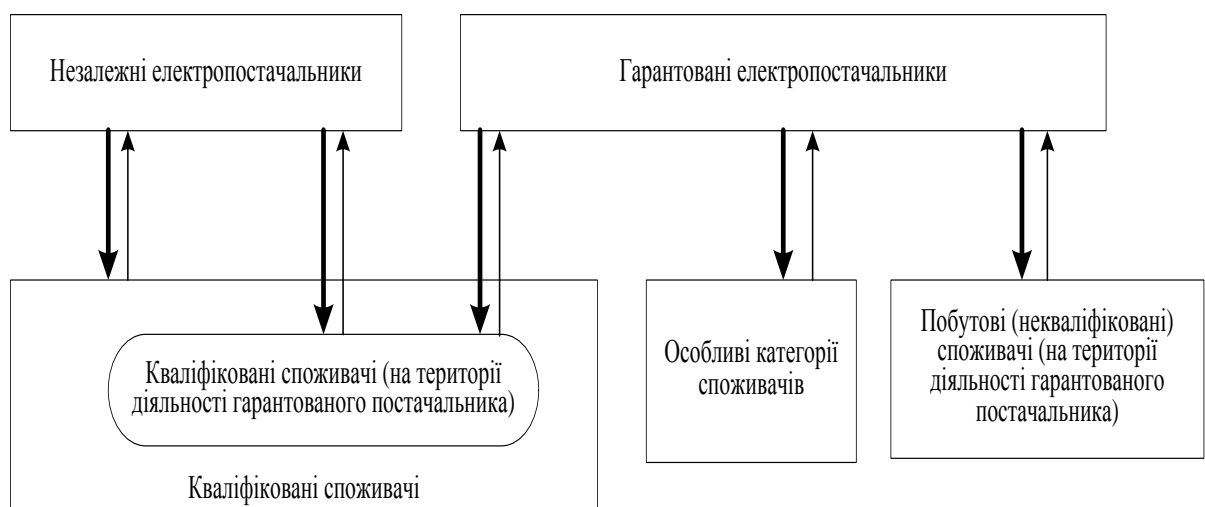 Незалежні електропостачальники
Гарантовані електропостачальники
Кваліфіковані споживачі (на території
діяльності гарантованого постачальника)
Кваліфіковані споживачі
Особливі категорії
споживачів
Побутові (некваліфіковані)
споживачі (на території
діяльності гарантованого
постачальника)